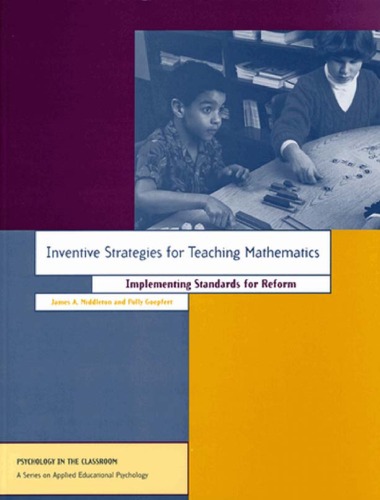 Inventive Strategies for Teaching Mathematics
Implementing Standards for Reform
James A. Middleton and Polly Goepfert
PSYCHOLOGY IN THE CLASSROOM
A Series on Applied Educational Psychology